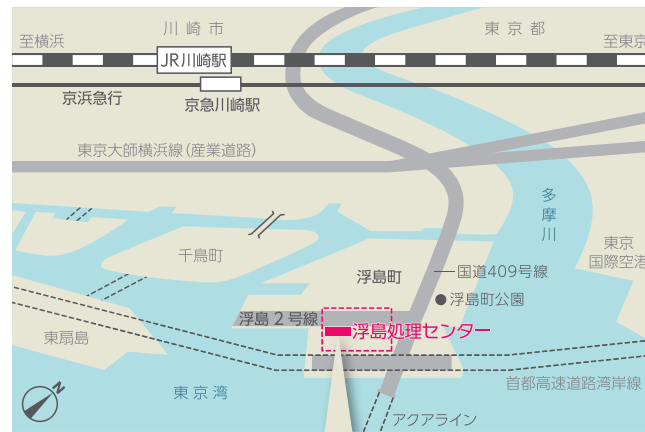 川崎市
東京都
至横浜
至東京
JR川崎駅
京浜急行
京急川崎駅
東京大師横浜線(産業道路)
多摩川
千鳥町
浮島町
東京
国際空港
国道409号線
浮島町公園
浮島2号線
浮島処理センター
東扇島
首都高速道路湾岸線
東京湾
アクアライン
N